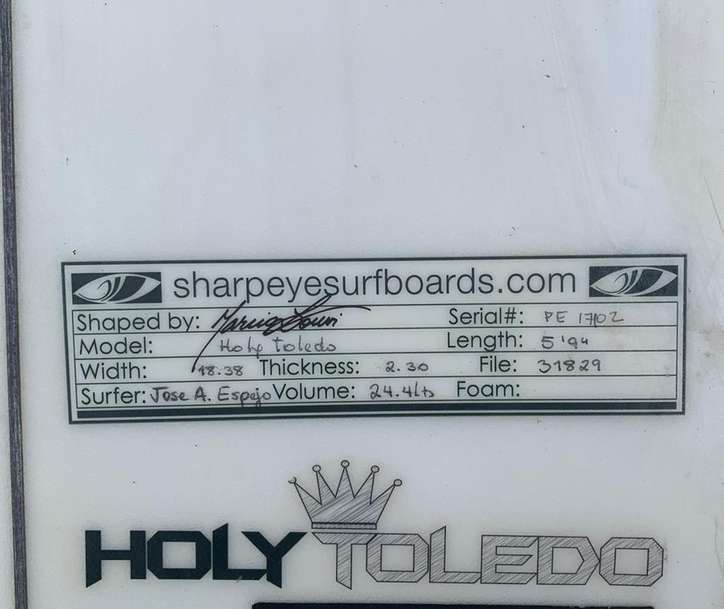 sharpeyesurfboards.com
Shaped by: Serial#: PE 17102
Model: Holy Toledo Length: 5'9"
Width: 18.38 Thickness: 2.30 File: 31829
Surfer: Jose A. Espejo Volume: 24.4lts Foam:
HOLY TOLEDO